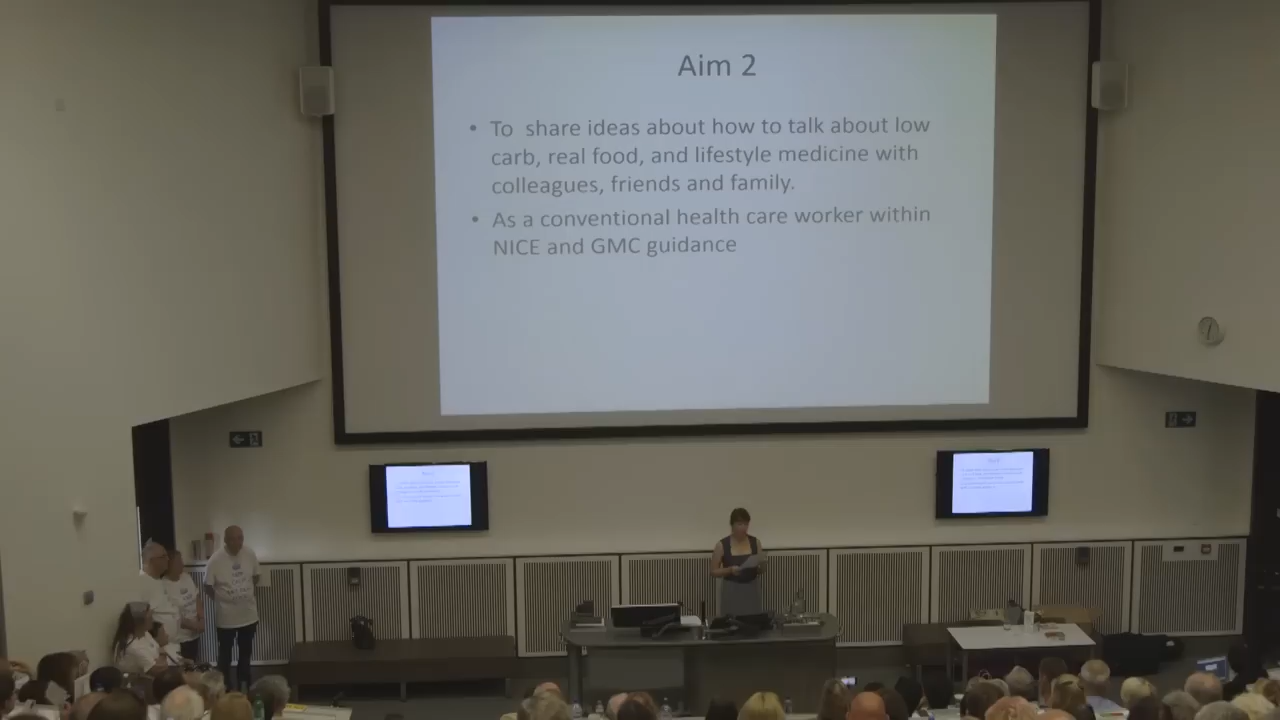 Aim 2
• To  share ideas about how to talk about low
carb, real food, and lifestyle medicine with
colleagues, friends and family.
• As a conventional health care worker within
NICE and GMC guidance